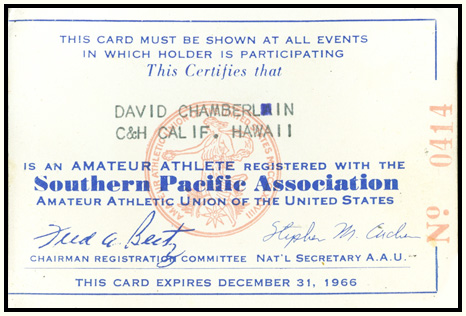 THIS CARD MUST BE SHOWN AT ALL EVENTS
IN WHICH HOLDER IS PARTICIPATING
This Certifies that
DAVID CHAMBERLAIN
C&H CALIF. HAWAII
IS AN AMATEUR ATHLETE REGISTERED WITH THE
Southern Pacific Association
AMATEUR ATHLETIC UNION OF THE UNITED STATES
CHAIRMAN REGISTRATION COMMITTEE NAT'L SECRETARY A.A.U.
THIS CARD EXPIRES DECEMBER 31, 1966
No 0414